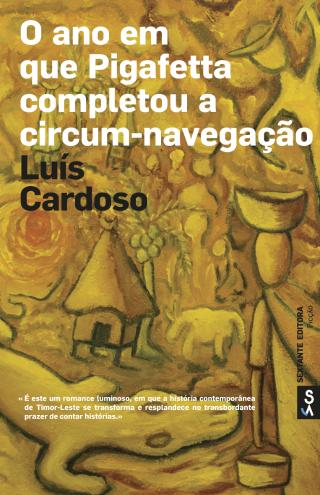 O ano em
que Pigafetta
completou a
circum-navegação
Luís
Cardoso
SEXTANTE EDITORA
FICÇÃO
« É este um romance luminoso, em que a história contemporânea
de Timor-Leste se transforma e resplandece no transbordante
prazer de contar histórias.»